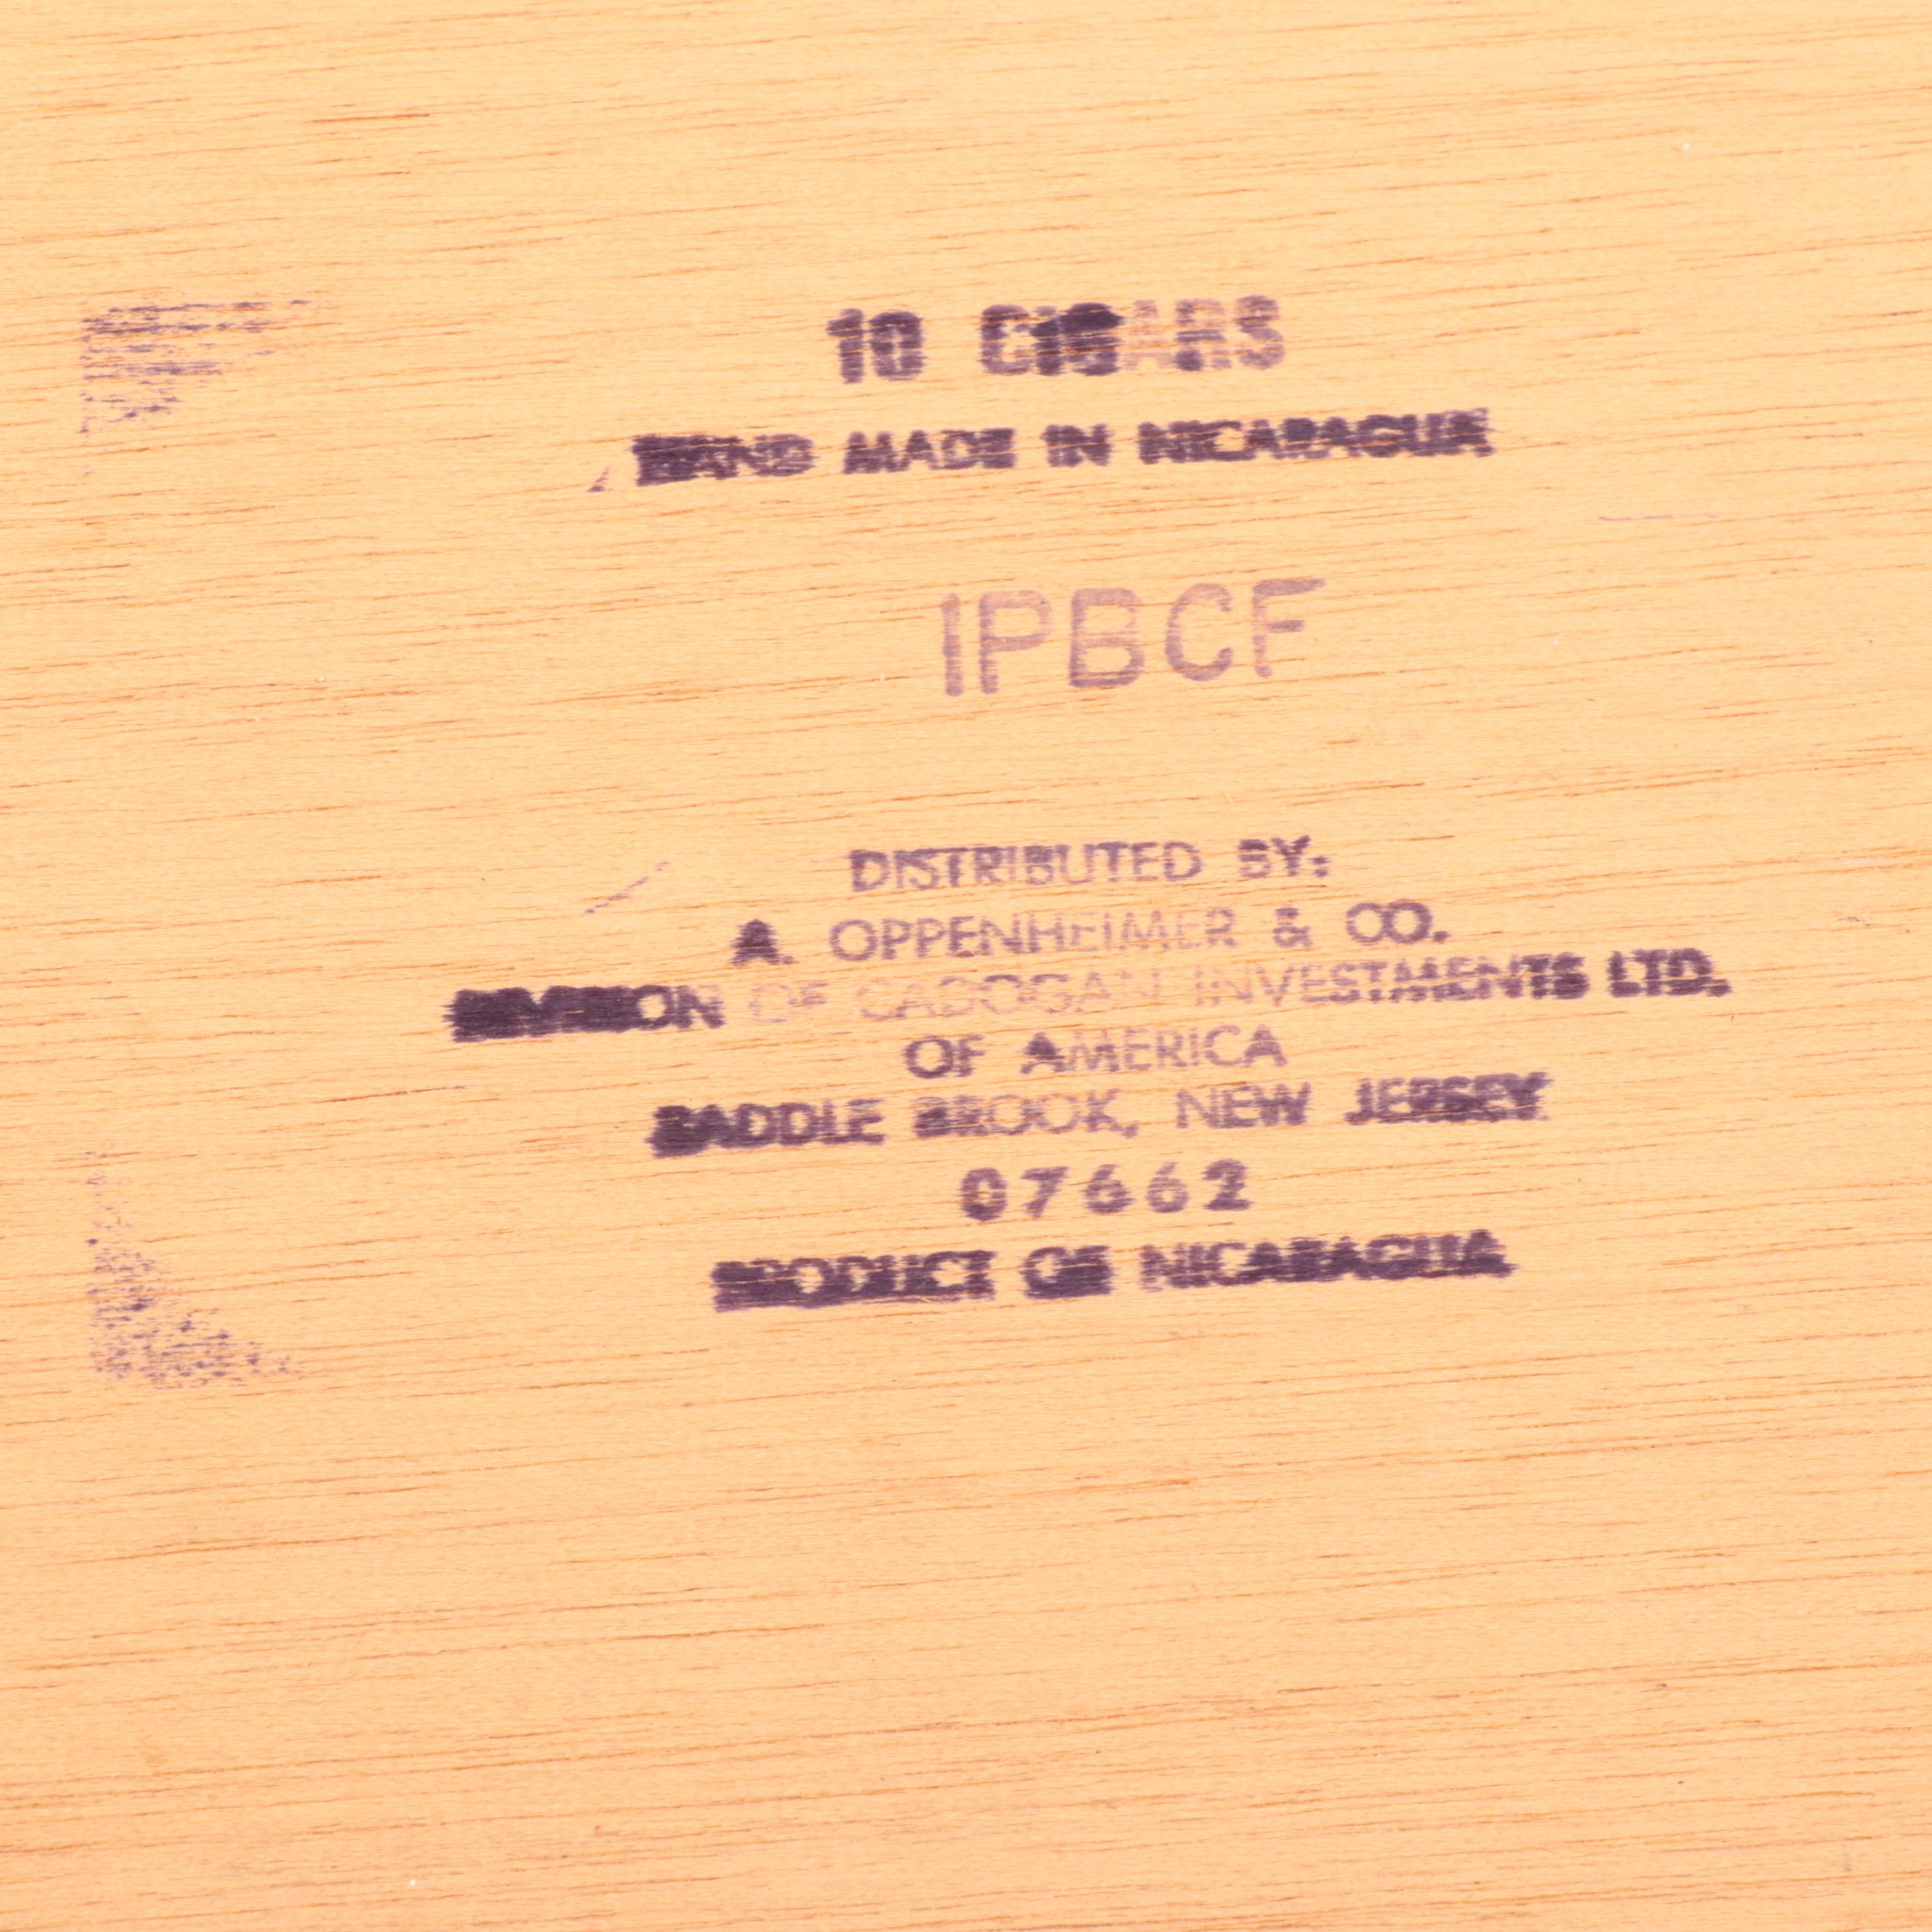 10 CIGARS
HAND MADE IN NICARAGUA
IPBCF
DISTRIBUTED BY:
A. OPPENHEIMER & CO.
DIVISION OF CADOGAN INVESTMENTS LTD.
OF AMERICA
SADDLE BROOK, NEW JERSEY
07662
PRODUCT OF NICARAGUA